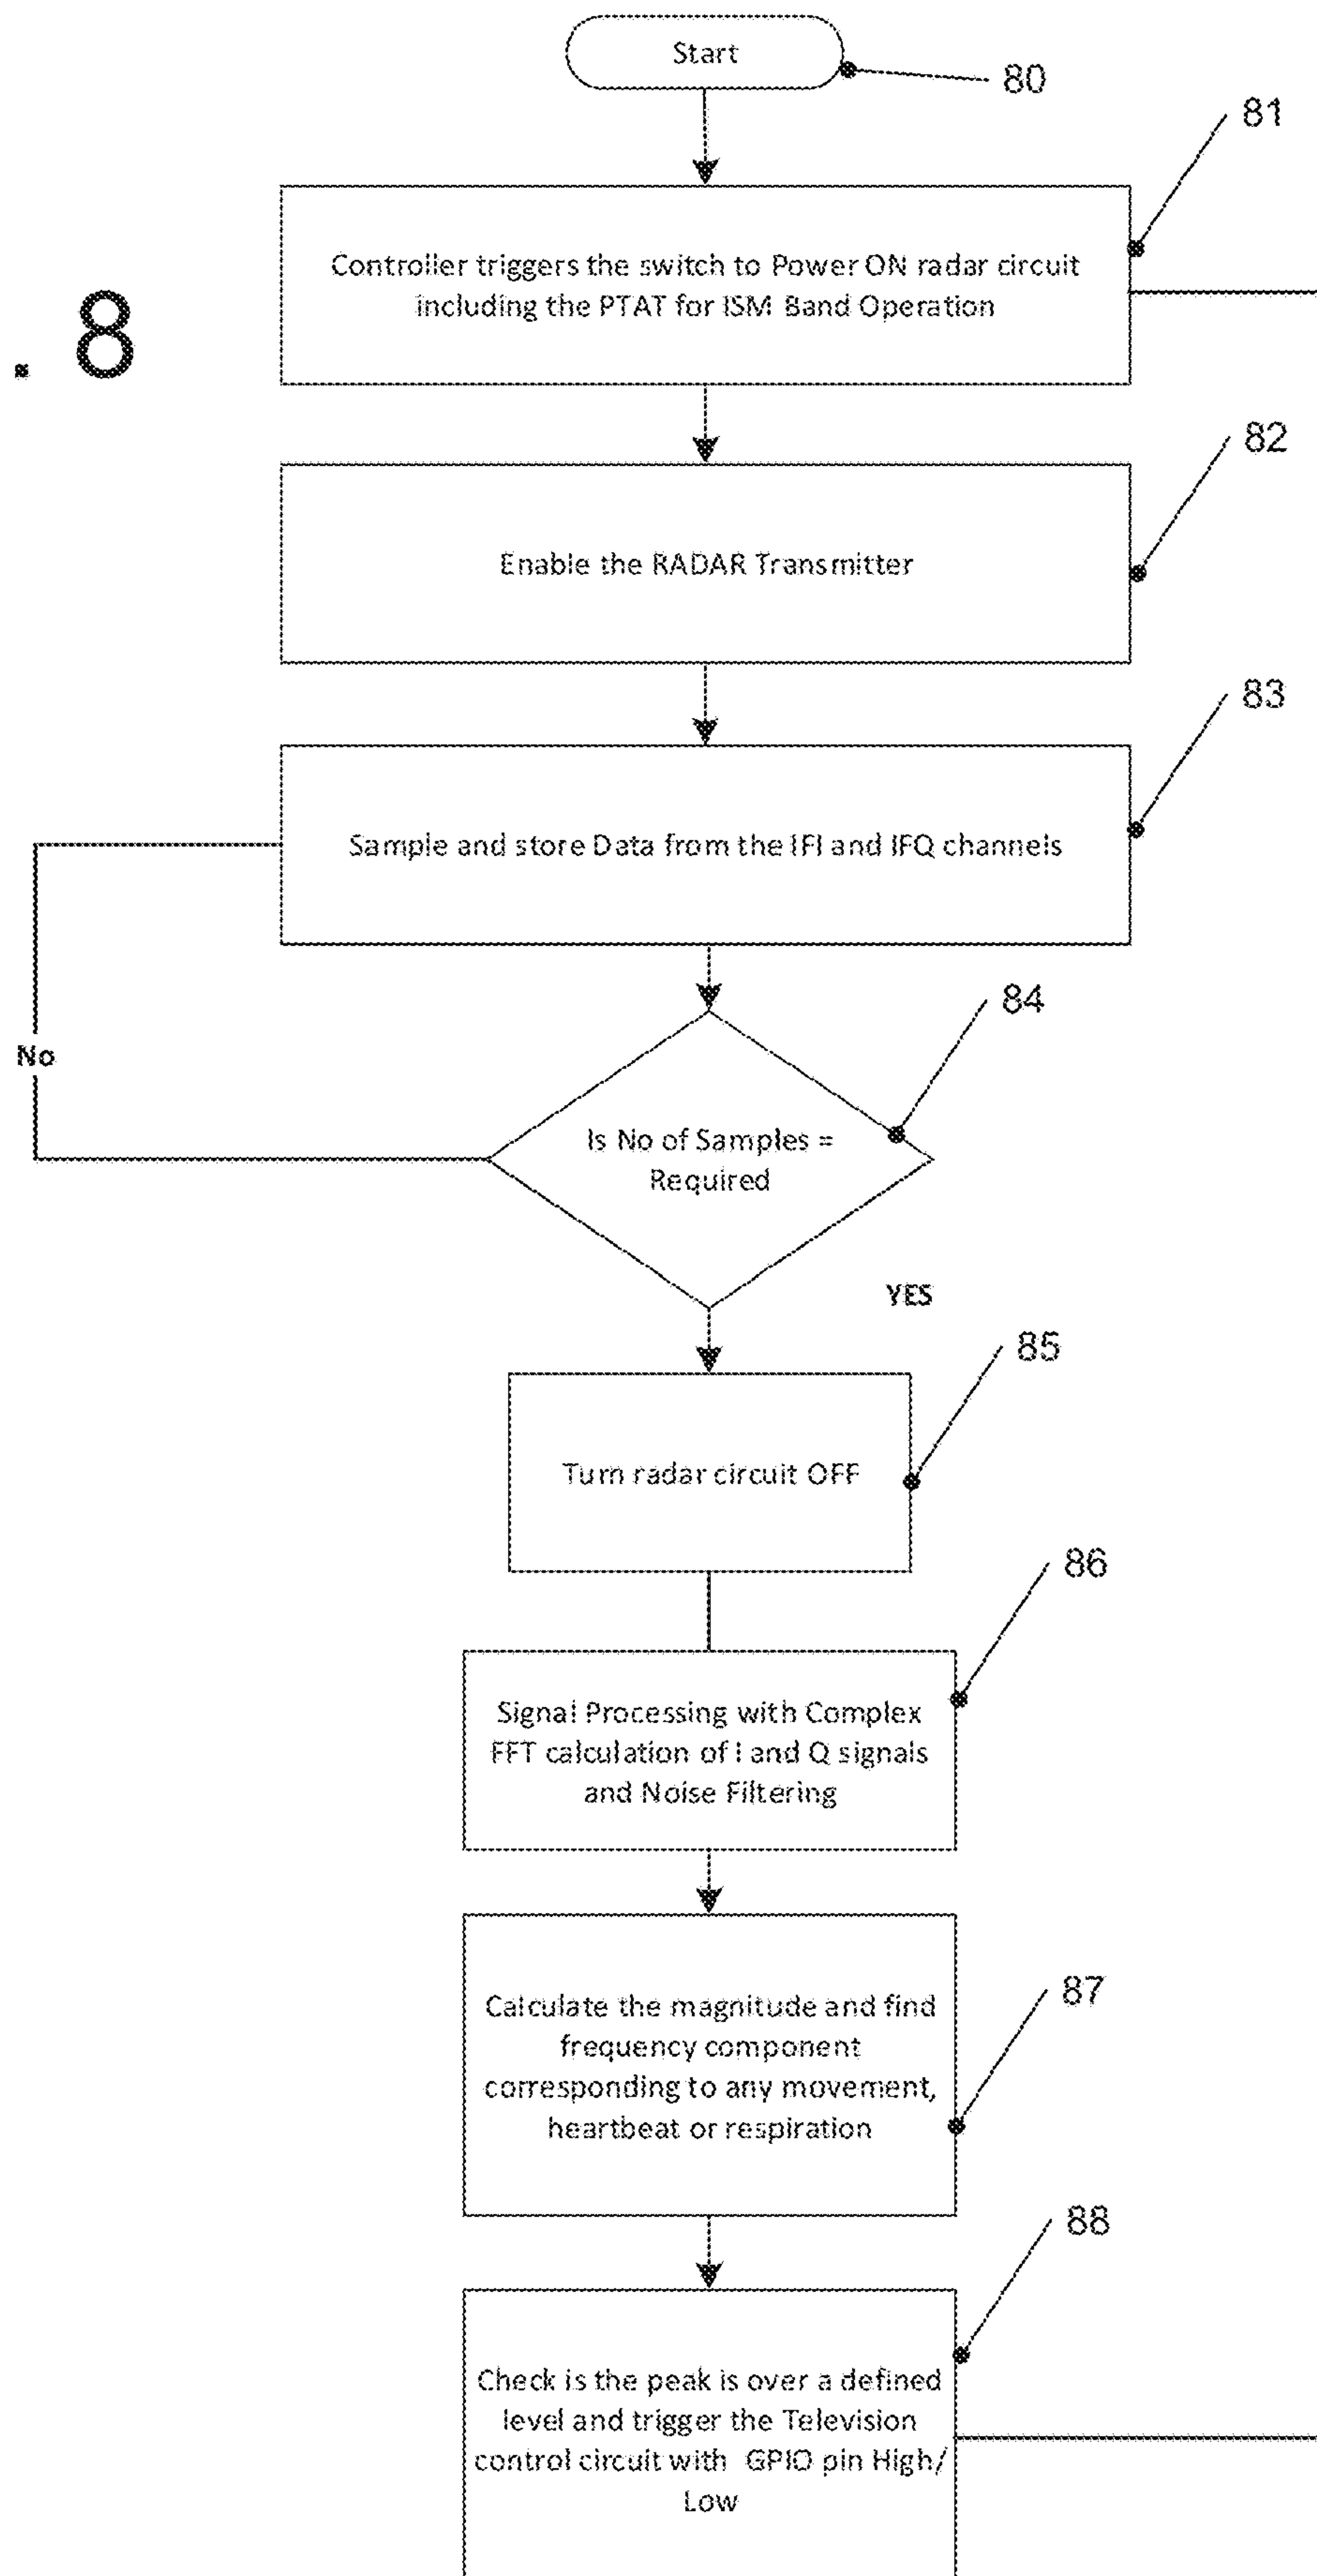 Start
80
81
Controller triggers the switch to Power ON radar circuit
including the PTAT for ISM Band Operation
. 8
82
Enable the RADAR Transmitter
83
Sample and store Data from the IFI and IFQ channels
84
No
Is No of Samples =
Required
YES
85
Turn radar circuit OFF
86
Signal Processing with Complex
FFT calculation of I and Q signals
and Noise Filtering
87
Calculate the magnitude and find
frequency component
corresponding to any movement,
heartbeat or respiration
88
Check is the peak is over a defined
level and trigger the Television
control circuit with GPIO pin High/
Low